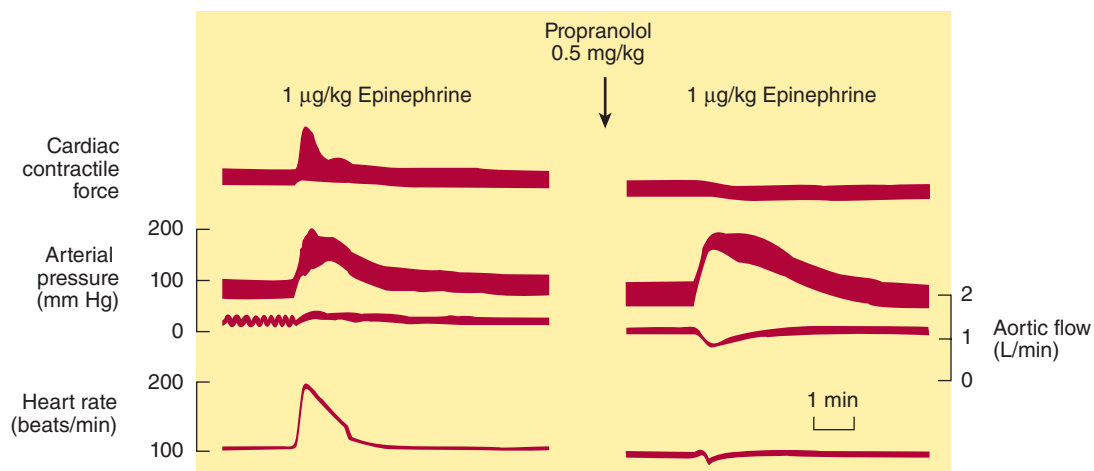 Propranolol
0.5 mg/kg
1 μg/kg Epinephrine
1 μg/kg Epinephrine
Cardiac
contractile
force
200
Arterial
pressure
(mm Hg)
100
0
2
1
0
Aortic flow
(L/min)
200
Heart rate
(beats/min)
100
1 min